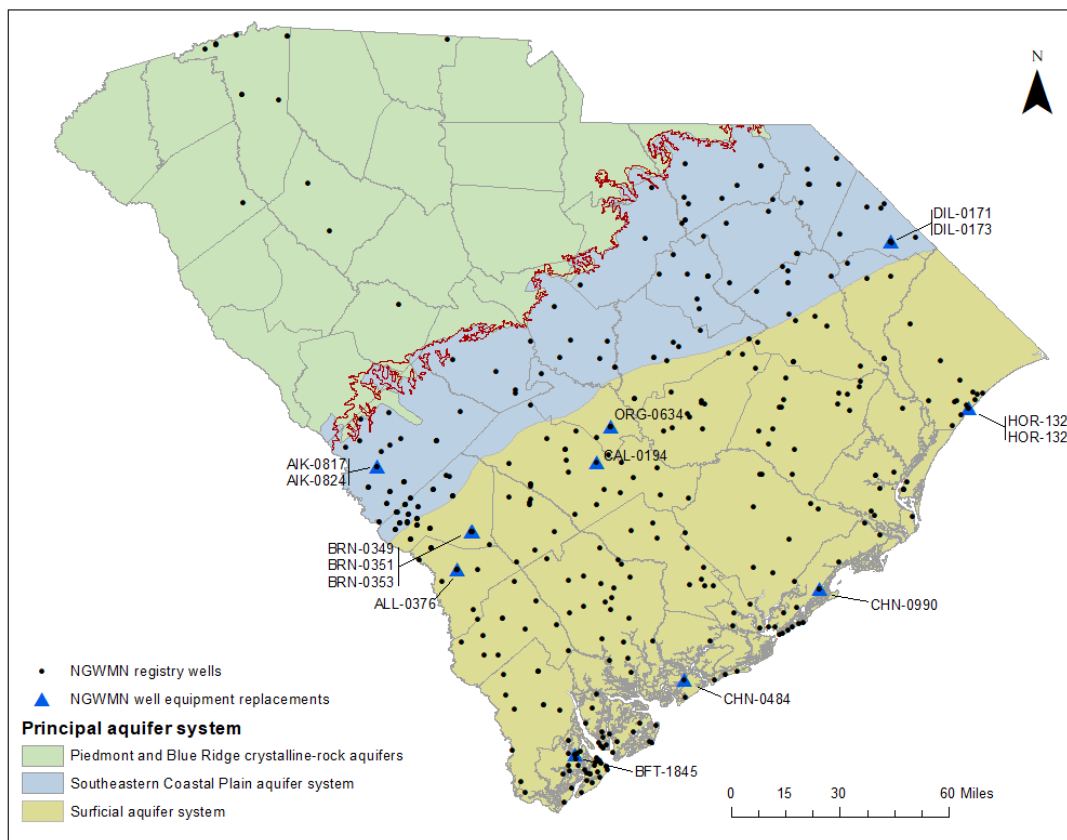 N
DIL-0171
DIL-0173
ORG-0634
HOR-132
HOR-132
CAL-0194
AIK-0817
AIK-0824
BRN-0349
BRN-0351
BRN-0353
ALL-0376
CHN-0990
NGWMN registry wells
NGWMN well equipment replacements
CHN-0484
Principal aquifer system
Piedmont and Blue Ridge crystalline-rock aquifers
BFT-1845
Southeastern Coastal Plain aquifer system
Surficial aquifer system
0 15 30 60 Miles